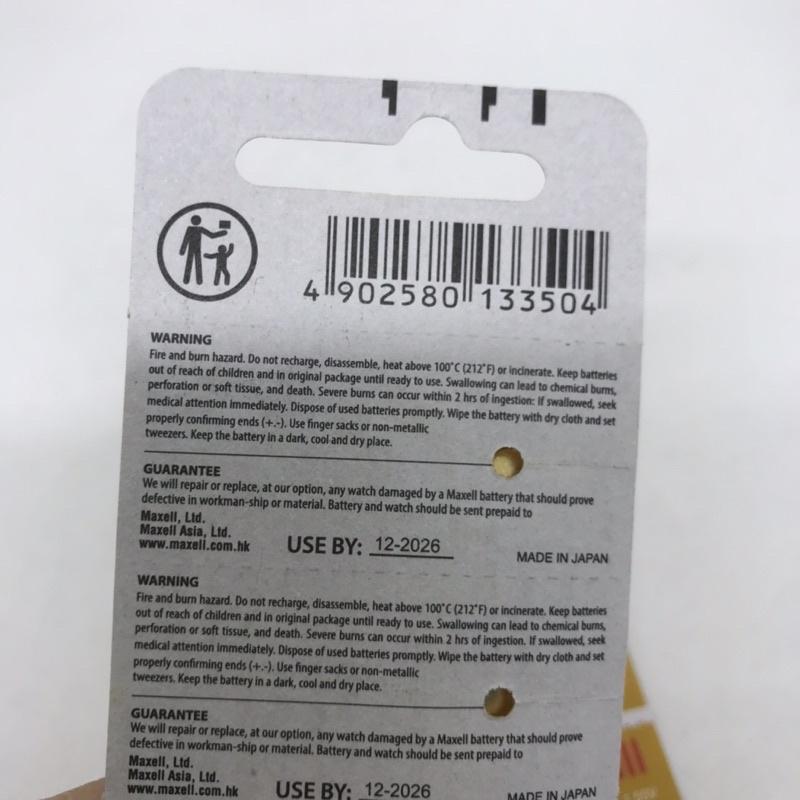 4 902580 133504
WARNING
Fire and burn hazard. Do not recharge, disassemble, heat above 100°C (212°F) or incinerate. Keep batteries
out of reach of children and in original package until ready to use. Swallowing can lead to chemical burns,
perforation or soft tissue, and death. Severe burns can occur within 2 hrs of ingestion: If swallowed, seek
medical attention immediately. Dispose of used batteries promptly. Wipe the battery with dry cloth and set
properly confirming ends (+.-). Use finger sacks or non-metallic
tweezers. Keep the battery in a dark, cool and dry place.
GUARANTEE
We will repair or replace, at our option, any watch damaged by a Maxell battery that should prove
defective in workman-ship or material. Battery and watch should be sent prepaid to
Maxell, Ltd.
Maxell Asia, Ltd.
www.maxell.com.hk
USE BY: 12-2026
MADE IN JAPAN
WARNING
Fire and burn hazard. Do not recharge, disassemble, heat above 100°C (212°F) or incinerate. Keep batteries
out of reach of children and in original package until ready to use. Swallowing can lead to chemical burns,
perforation or soft tissue, and death. Severe burns can occur within 2 hrs of ingestion. If swallowed, seek
medical attention immediately. Dispose of used batteries promptly. Wipe the battery with dry cloth and set
properly confirming ends (+.-). Use finger sacks or non-metallic
tweezers. Keep the battery in a dark, cool and dry place.
GUARANTEE
We will repair or replace, at our option, any watch damaged by a Maxell battery that should prove
defective in workman-ship or material. Battery and watch should be sent prepaid to
Maxell, Ltd.
Maxell Asia, Ltd.
www.maxell.com.hk
USE BY: 12-2026
MADE IN JAPAN